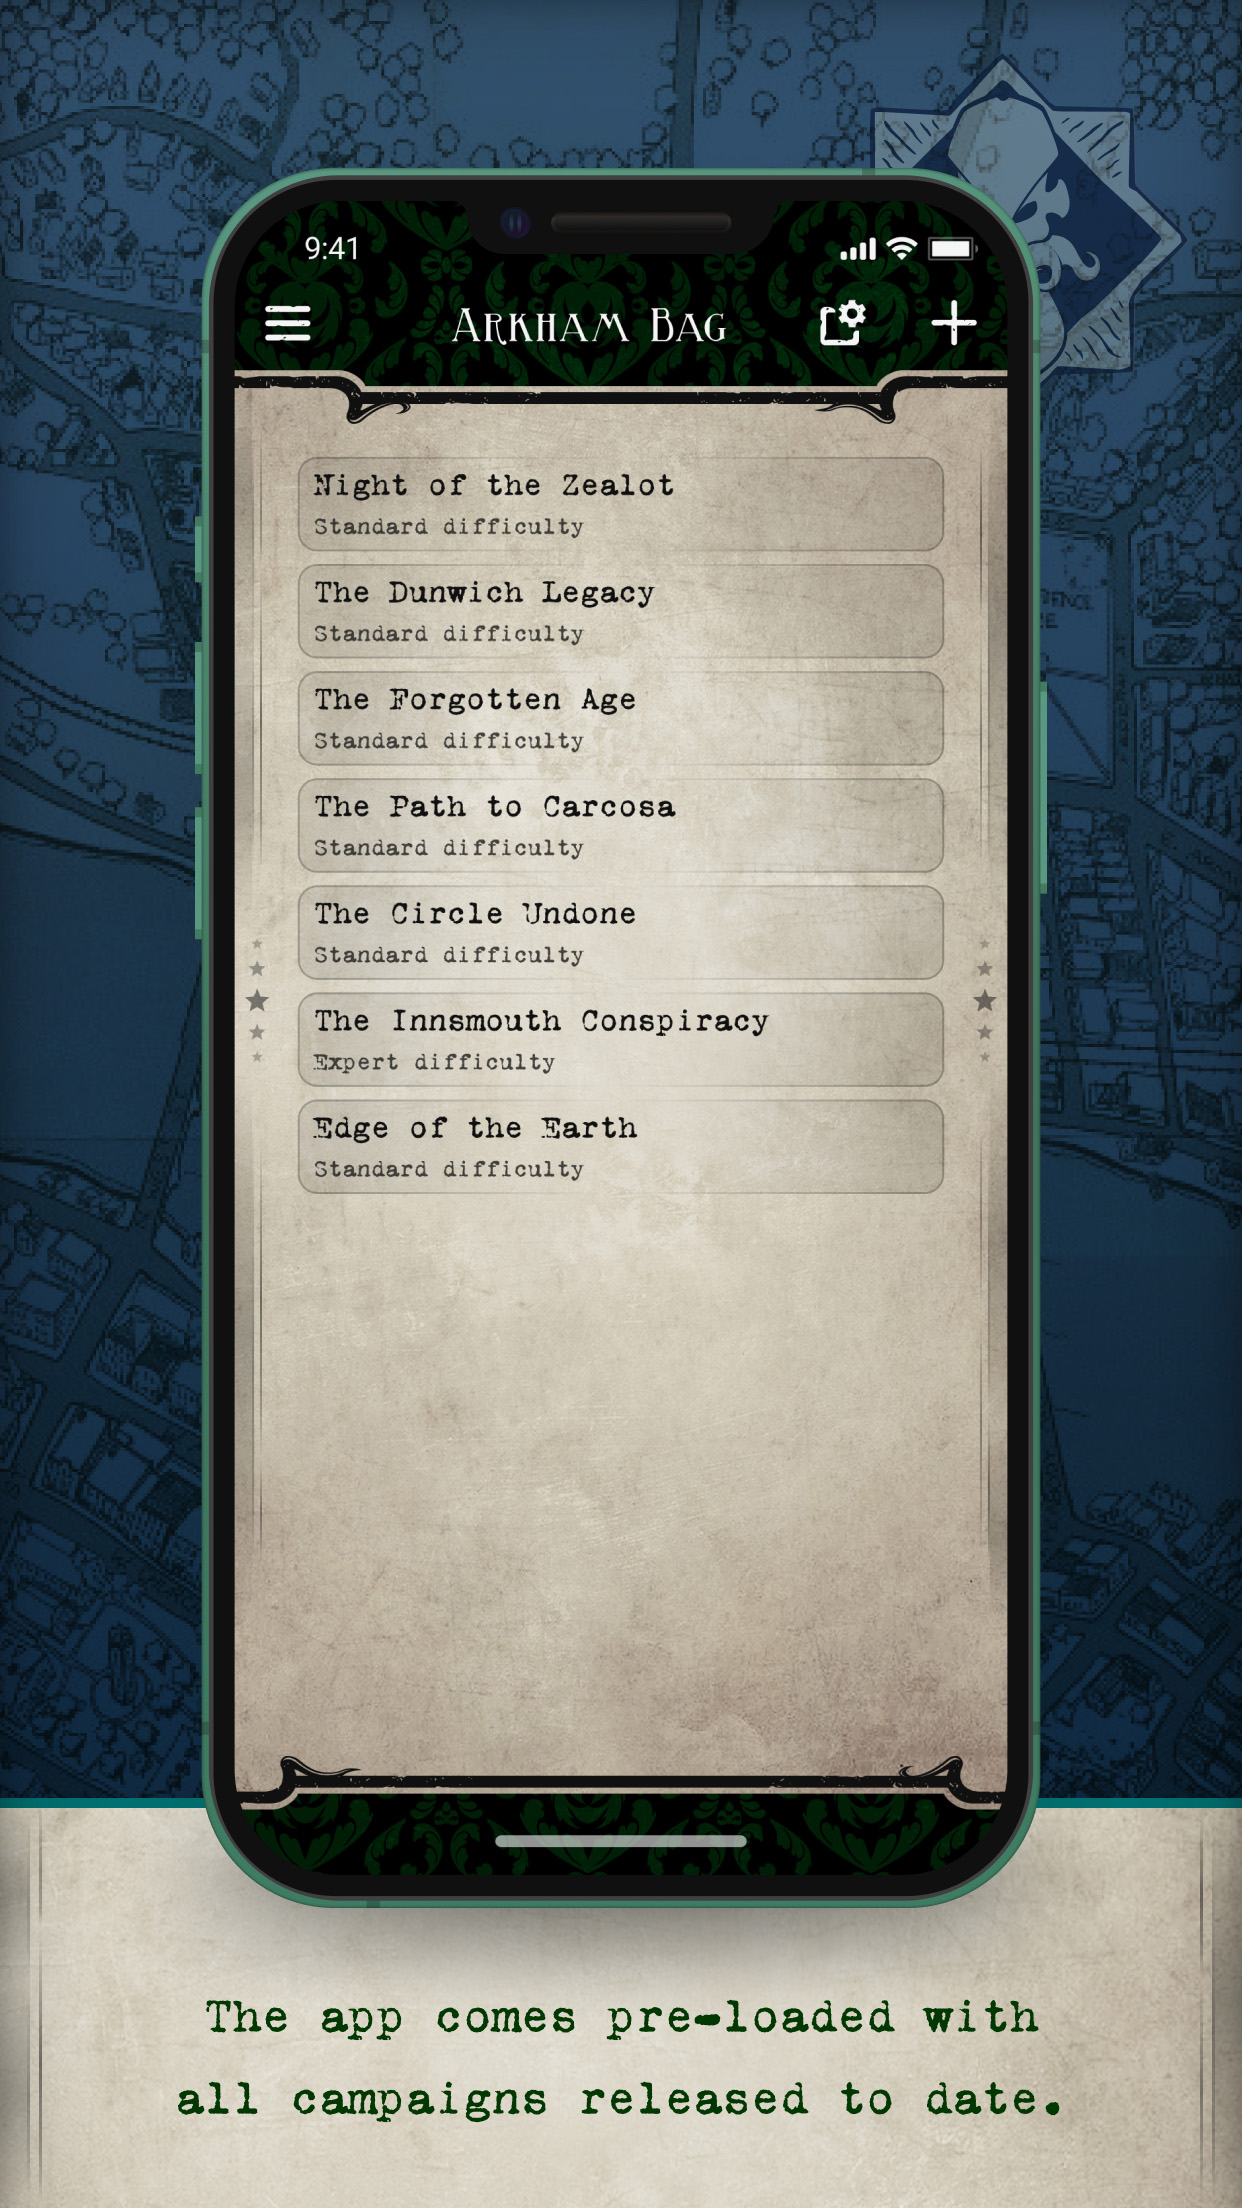 9:41
Arkham Bag
Night of the Zealot
Standard difficulty
The Dunwich Legacy
Standard difficulty
The Forgotten Age
Standard difficulty
The Path to Carcosa
Standard difficulty
The Circle Undone
Standard difficulty
The Innsmouth Conspiracy
Expert difficulty
Edge of the Earth
Standard difficulty
The app comes pre-loaded with
all campaigns released to date.